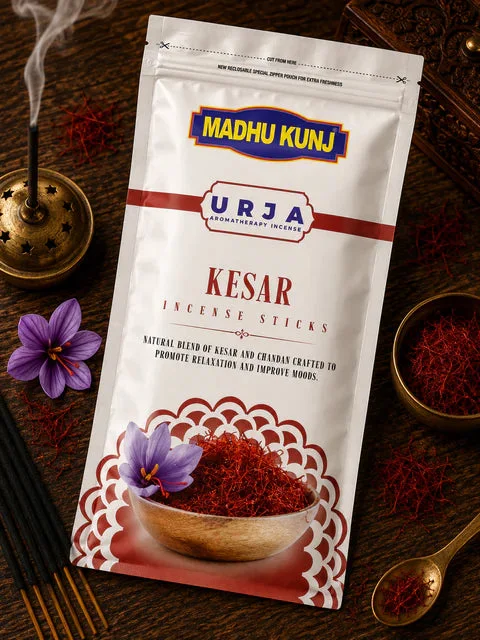 CUT FROM HERE
NEW RECLOSABLE SPECIAL ZIPPER POUCH FOR EXTRA FRESHNESS
MADHU KUNJ
URJA
AROMATHERAPY INCENSE
KESAR
INCENSE STICKS
NATURAL BLEND OF KESAR AND CHANDAN CRAFTED TO
PROMOTE RELAXATION AND IMPROVE MOODS.